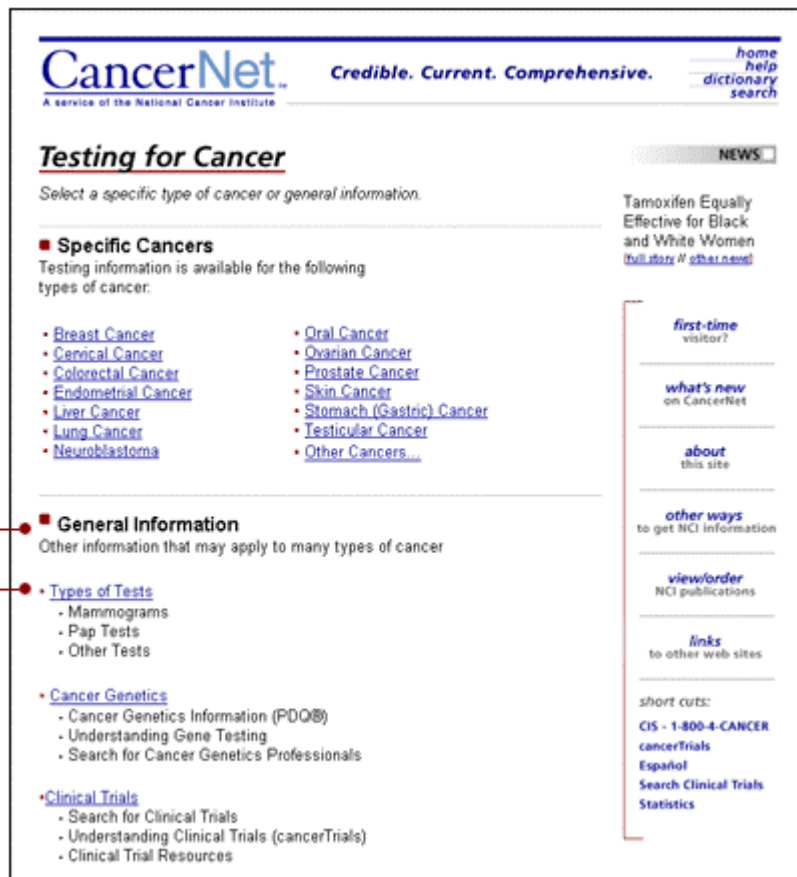 CancerNet™
A service of the National Cancer Institute
Credible. Current. Comprehensive.
home
help
dictionary
search
Testing for Cancer
Select a specific type of cancer or general information.
Specific Cancers
Testing information is available for the following
types of cancer:
• Breast Cancer
• Cervical Cancer
• Colorectal Cancer
• Endometrial Cancer
• Liver Cancer
• Lung Cancer
• Neuroblastoma
• Oral Cancer
• Ovarian Cancer
• Prostate Cancer
• Skin Cancer
• Stomach (Gastric) Cancer
• Testicular Cancer
• Other Cancers...
General Information
Other information that may apply to many types of cancer
• Types of Tests
- Mammograms
- Pap Tests
- Other Tests
• Cancer Genetics
- Cancer Genetics Information (PDQ®)
- Understanding Gene Testing
- Search for Cancer Genetics Professionals
• Clinical Trials
- Search for Clinical Trials
- Understanding Clinical Trials (cancerTrials)
- Clinical Trial Resources
NEWS
Tamoxifen Equally
Effective for Black
and White Women
[full story // other news]
first-time
visitor?
what's new
on CancerNet
about
this site
other ways
to get NCI information
view/order
NCI publications
links
to other web sites
short cuts:
CIS - 1-800-4-CANCER
cancerTrials
Español
Search Clinical Trials
Statistics